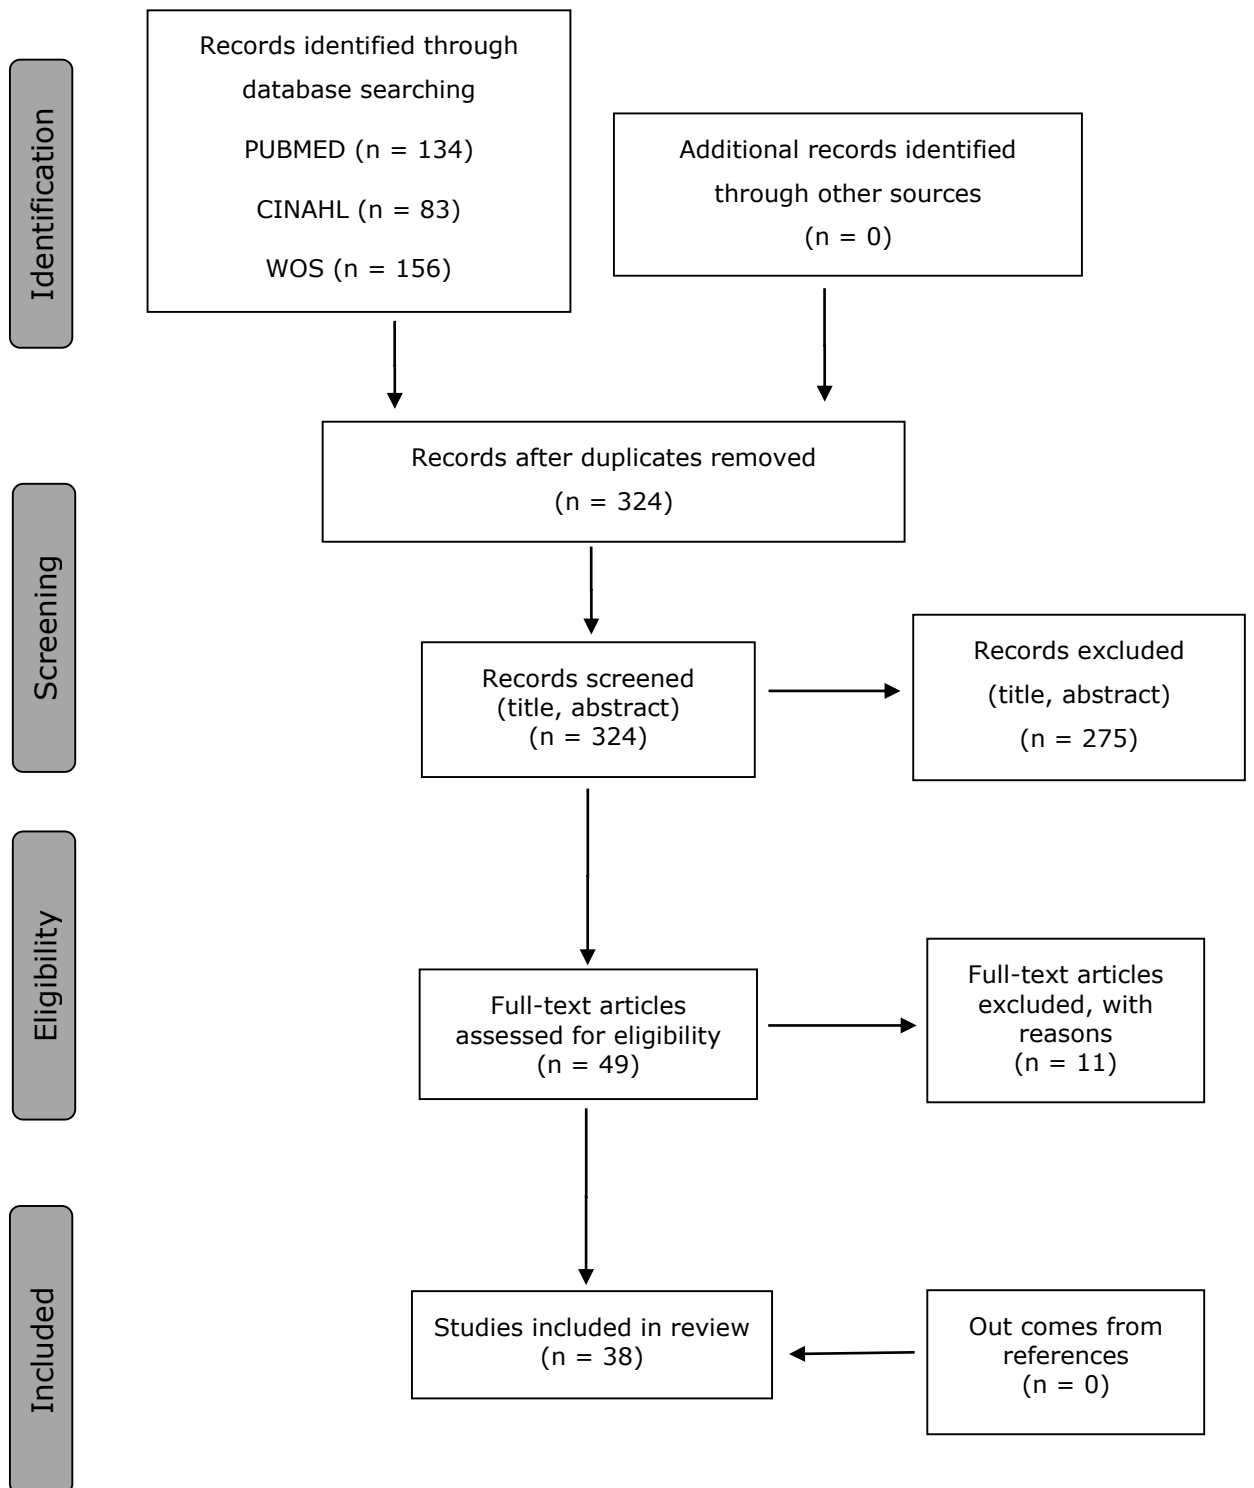 Identification
Records identified through
database searching
PUBMED (n = 134)
CINAHL (n = 83)
WOS (n = 156)
Additional records identified
through other sources
(n = 0)
Records after duplicates removed
(n = 324)
Screening
Records screened
(title, abstract)
(n = 324)
Records excluded
(title, abstract)
(n = 275)
Eligibility
Full-text articles
assessed for eligibility
(n = 49)
Full-text articles
excluded, with
reasons
(n = 11)
Included
Studies included in review
(n = 38)
Out comes from
references
(n = 0)